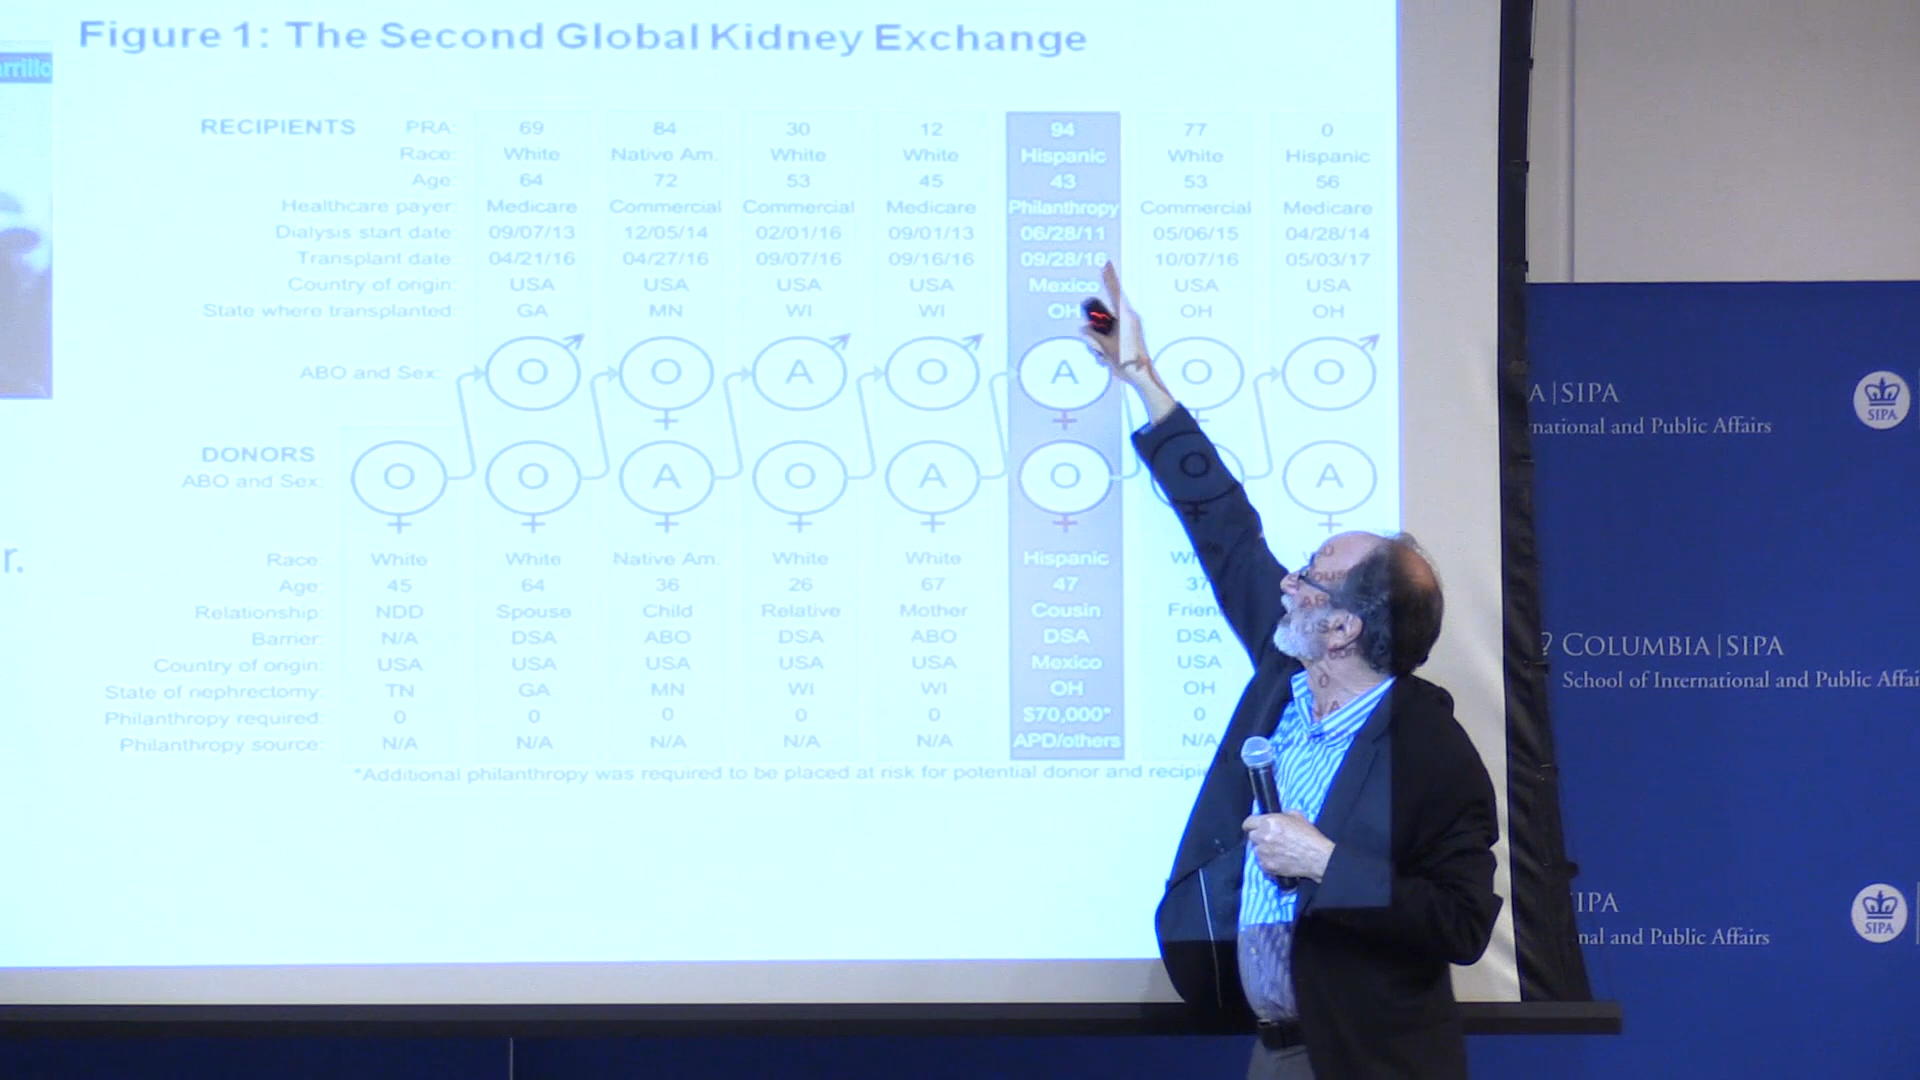 Figure 1: The Second Global Kidney Exchange
RECIPIENTS PRA: 69 84 30 12 94 77 0
Race: White Native Am. White White Hispanic White Hispanic
Age: 64 72 53 45 43 53 56
Healthcare payer: Medicare Commercial Commercial Medicare Philanthropy Commercial Medicare
Dialysis start date: 09/07/13 12/05/14 02/01/16 09/01/13 06/28/11 05/06/15 04/28/14
Transplant date: 04/21/16 04/27/16 09/07/16 09/16/16 09/28/16 10/07/16 05/03/17
Country of origin: USA USA USA USA Mexico USA USA
State where transplanted: GA MN WI WI OH OH OH
ABO and Sex: O O A O A O O
DONORS
ABO and Sex: O O A O A O O A
Race: White White Native Am. White White Hispanic
Age: 45 64 36 26 67 47 37
Relationship: NDD Spouse Child Relative Mother Cousin Friend
Barrier: N/A DSA ABO DSA ABO DSA DSA
Country of origin: USA USA USA USA USA Mexico USA
State of nephrectomy: TN GA MN WI WI OH OH
Philanthropy required: 0 0 0 0 0 $70,000* 0
Philanthropy source: N/A N/A N/A N/A N/A APD/others N/A
*Additional philanthropy was required to be placed at risk for potential donor and
r.
A|SIPA
and Public Affairs
SIPA
COLUMBIA|SIPA
School of International and Public
IPA
and Public Affairs
SIPA